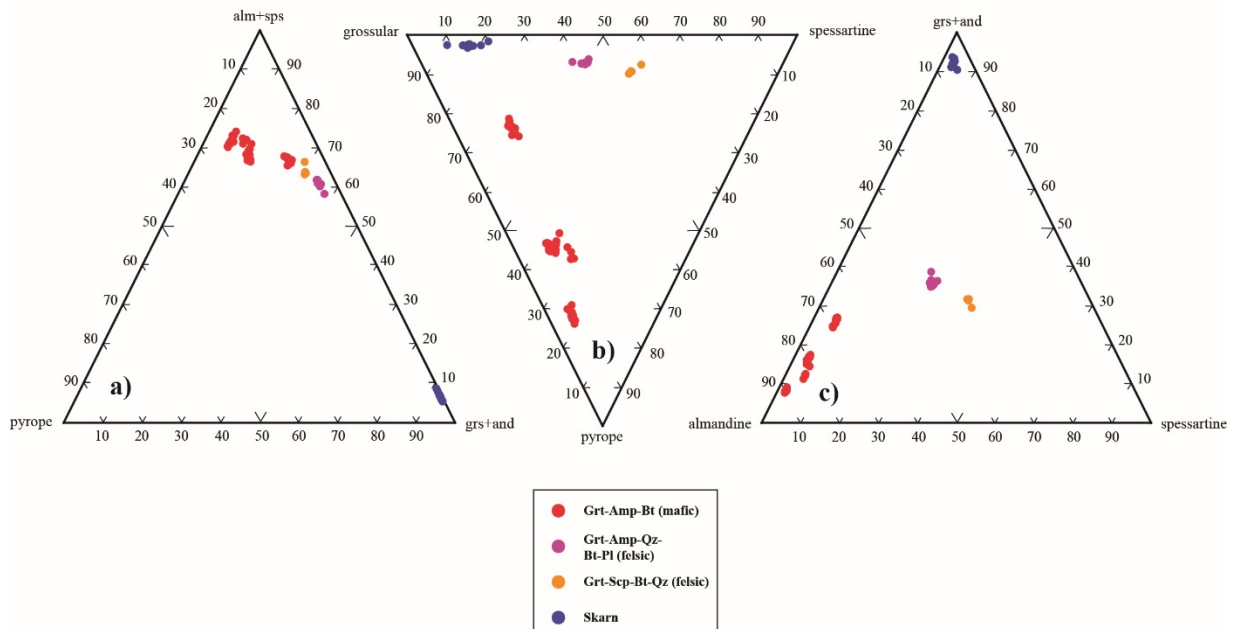 alm+sps
10 90
20 80
30 70
40 60
50 50
60 40
70 30
20
90 10
a)
pyrope grs+and
10 20 30 40 50 60 70 80 90
10 20 30 40 50 60 70 80 90
grossular spessartine
90 10
80 20
70 30
60 40
50 50
40 60
30 70
20 80
10 90
b)
pyrope
grs+and
10 90
20 80
30 70
40 60
50 50
60 40
70 30
80 20
90 10
c)
almandine spessartine
10 20 30 40 50 60 70 80 90
Grt-Amp-Bt (mafic)
Grt-Amp-Qz-
Bt-Pl (felsic)
Grt-Scp-Bt-Qz (felsic)
Skarn